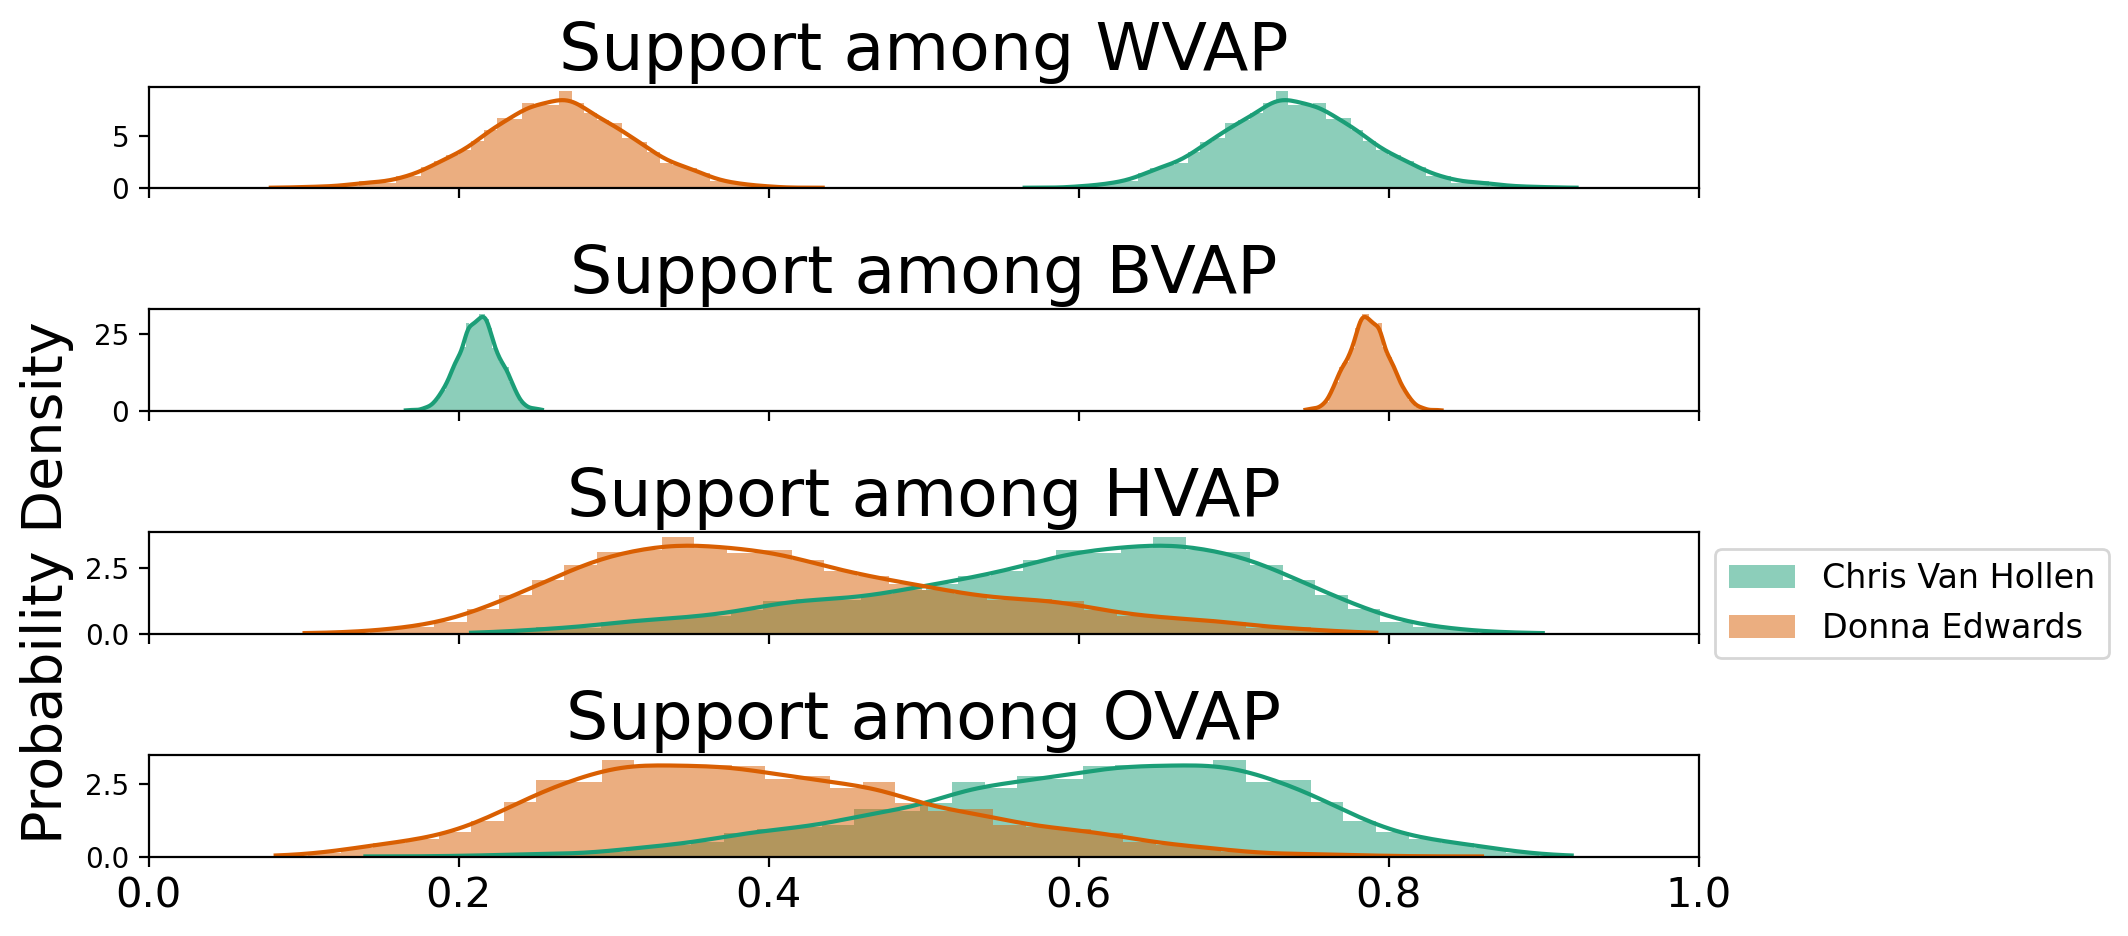 Support among WVAP
5
0
Support among BVAP
25
0
Support among HVAP
2.5
0.0
Support among OVAP
2.5
0.0
0.0 0.2 0.4 0.6 0.8 1.0
Probability Density
Chris Van Hollen
Donna Edwards